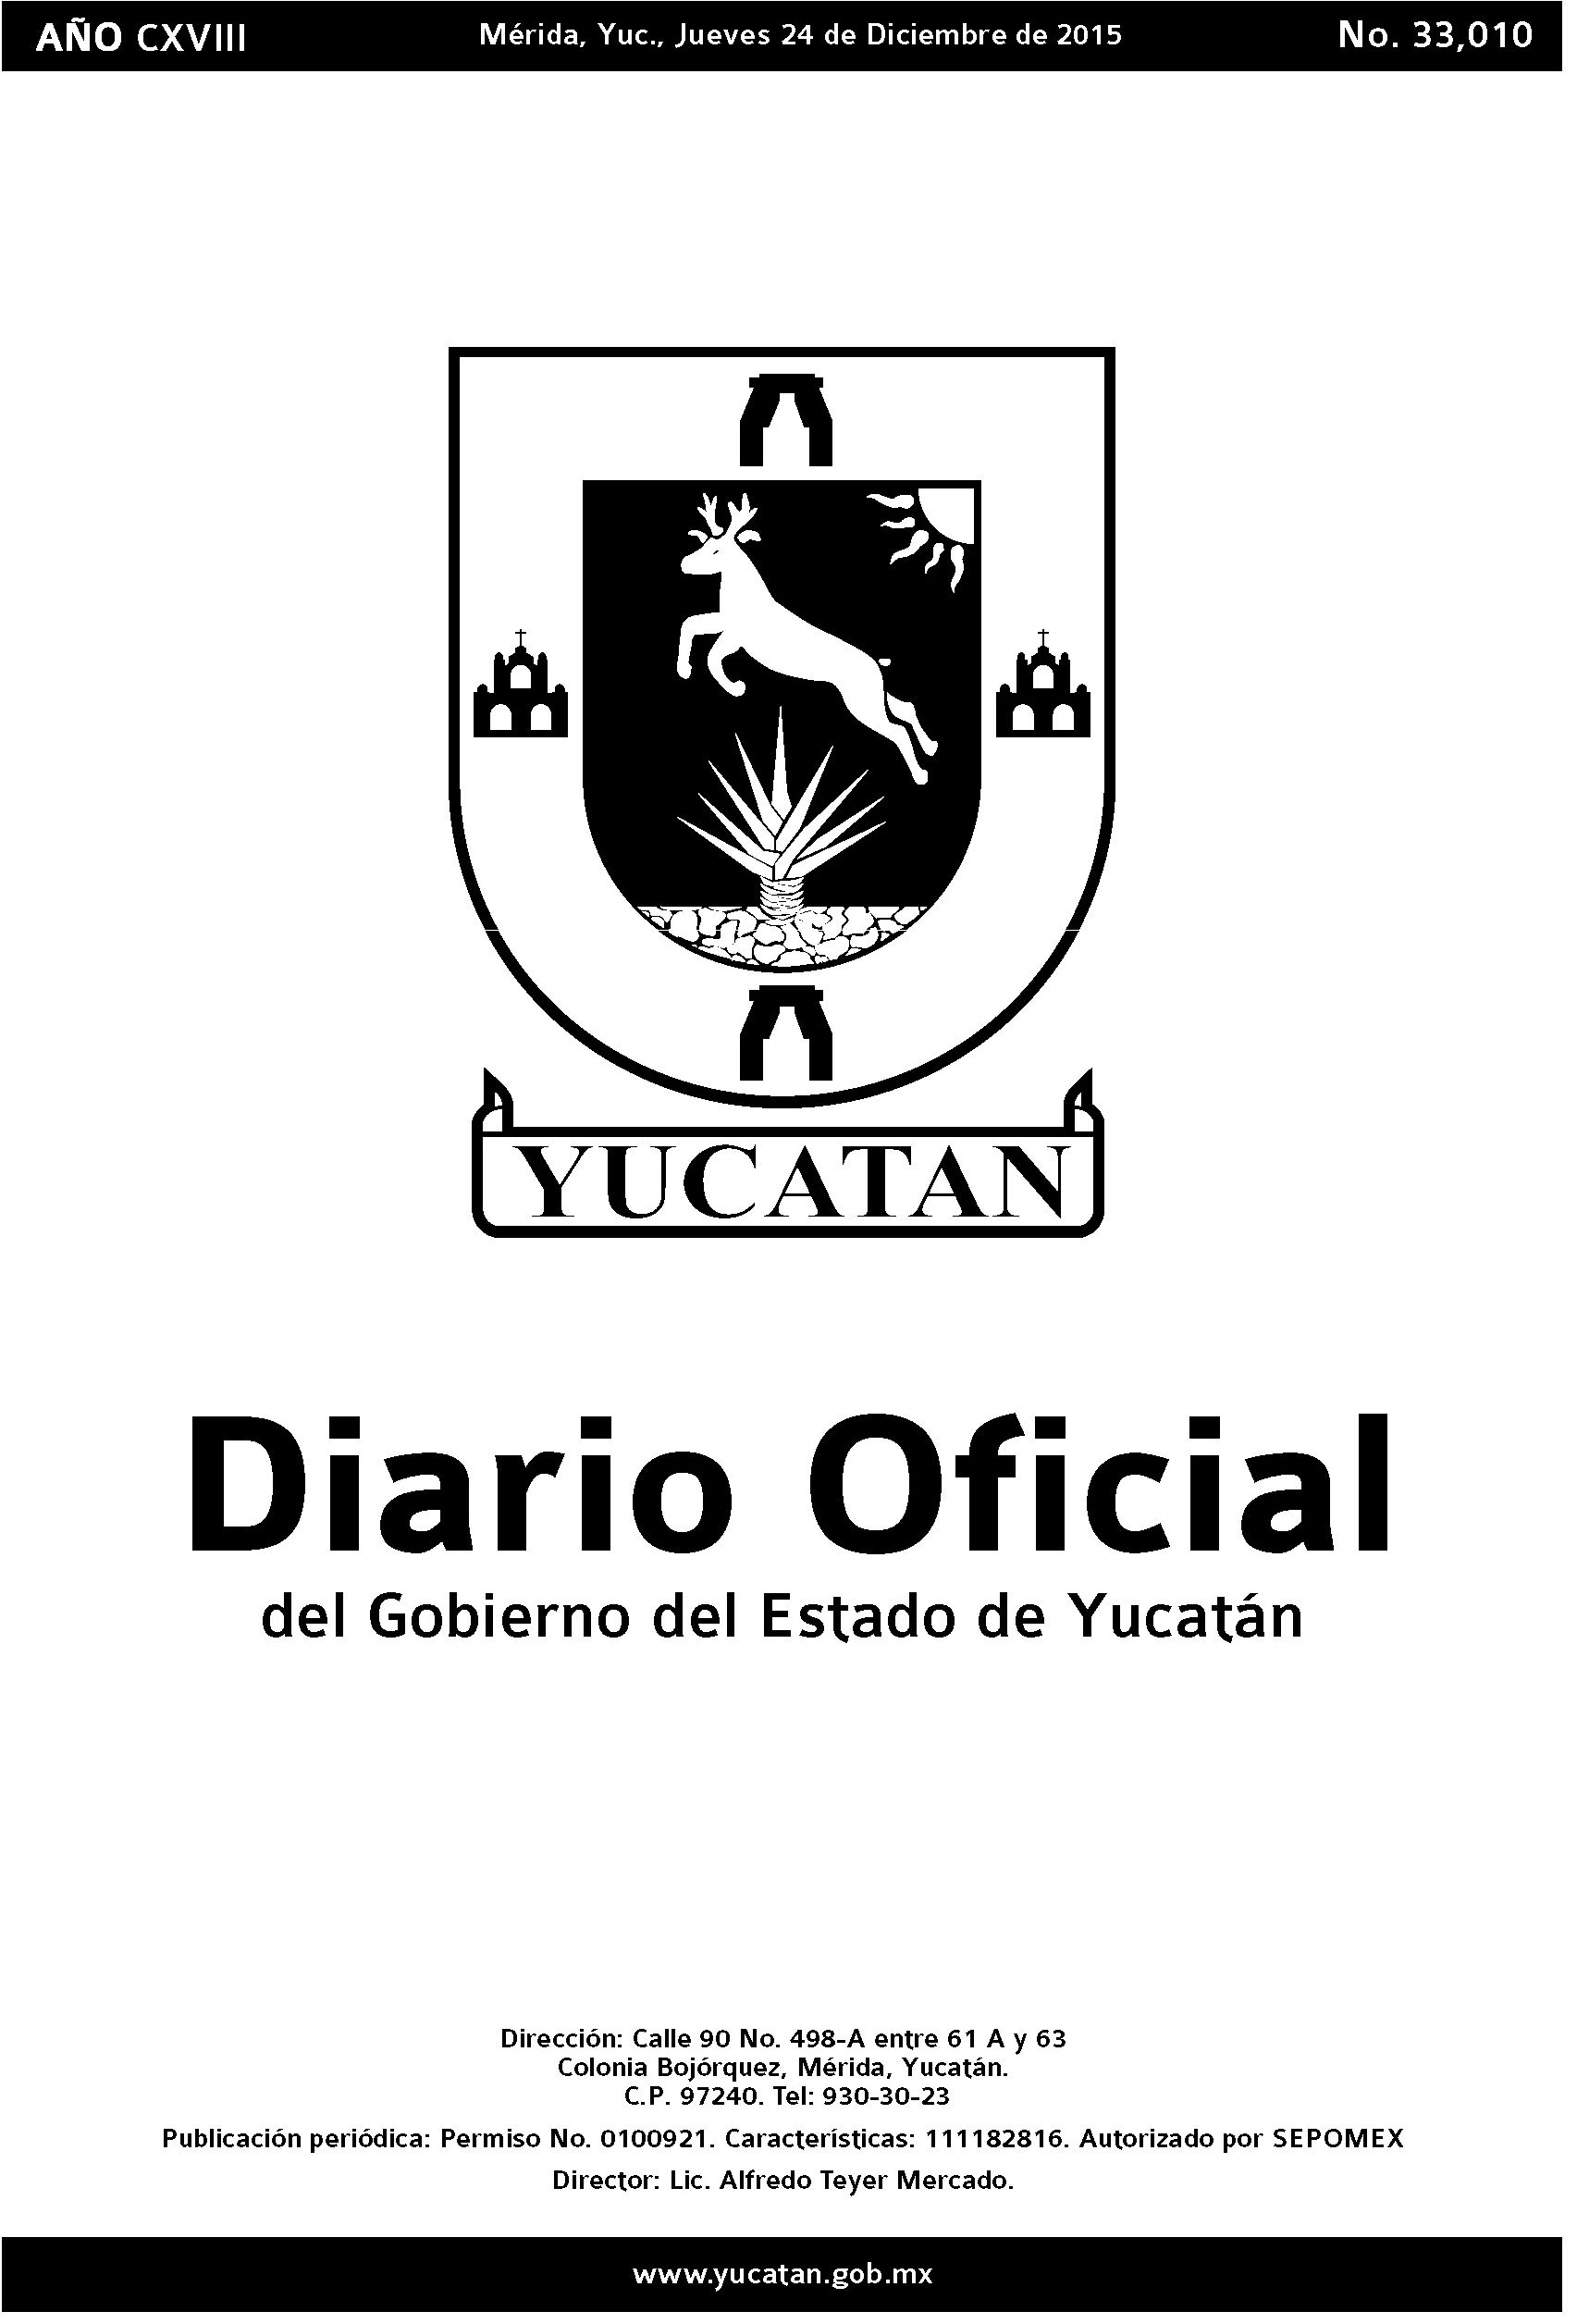 AÑO CXVIII
Mérida, Yuc., Jueves 24 de Diciembre de 2015
No. 33,010
YUCATAN
Diario Oficial
del Gobierno del Estado de Yucatán
Dirección: Calle 90 No. 498-A entre 61 A y 63
Colonia Bojórquez, Mérida, Yucatán.
C.P. 97240. Tel: 930-30-23
Publicación periódica: Permiso No. 0100921. Características: 111182816. Autorizado por SEPOMEX
Director: Lic. Alfredo Teyer Mercado.
www.yucatan.gob.mx